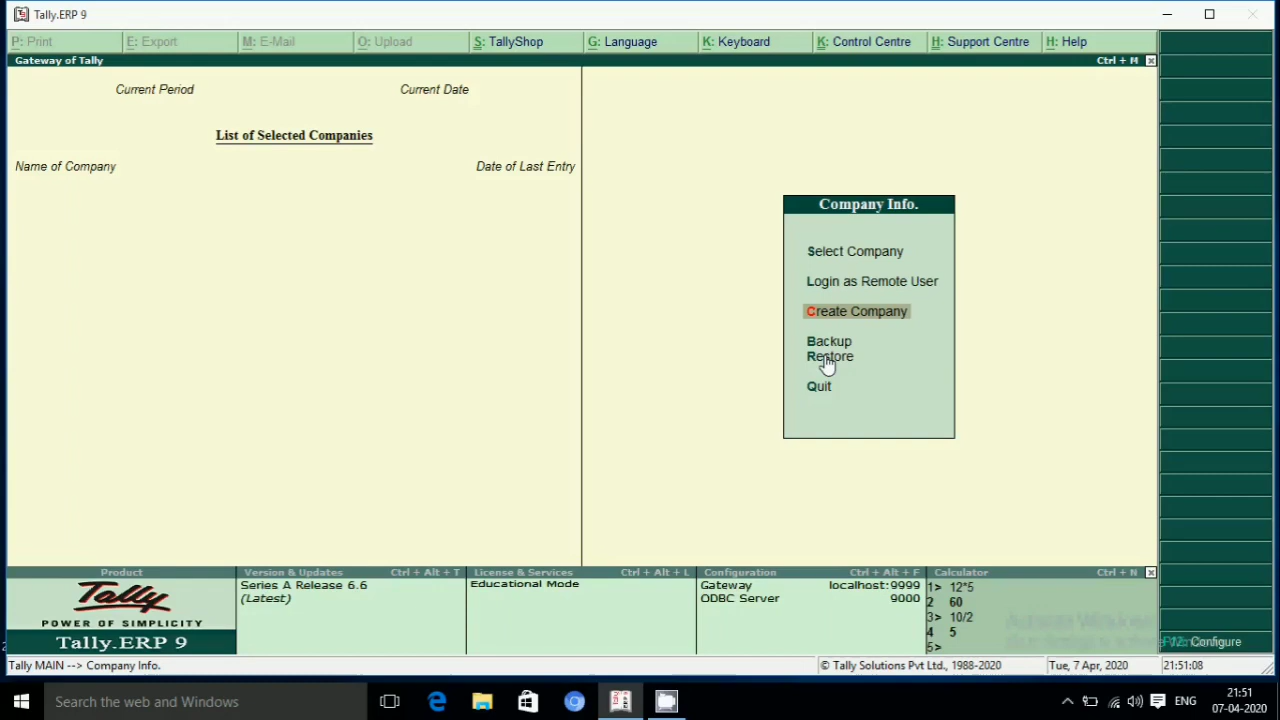 Tally.ERP 9
P: Print E: Export M: E-Mail O: Upload S: TallyShop G: Language K: Keyboard K: Control Centre H: Support Centre H: Help
Gateway of Tally Ctrl + M
Current Period Current Date
List of Selected Companies
Name of Company Date of Last Entry
Company Info.
Select Company
Login as Remote User
Create Company
Backup
Restore
Quit
Product
Tally
POWER OF SIMPLICITY
Tally.ERP 9
Version & Updates Ctrl + Alt + T
Series A Release 6.6
(Latest)
License & Services Ctrl + Alt + L
Educational Mode
Configuration Ctrl + Alt + F
Gateway localhost:9999
ODBC Server 9000
Calculator Ctrl + N
1> 12*5
2 60
3> 10/2
4 5
5>
Configure
Tally MAIN --> Company Info. © Tally Solutions Pvt Ltd., 1988-2020 Tue, 7 Apr, 2020 21:51:08
Search the web and Windows
ENG
21:51
07-04-2020